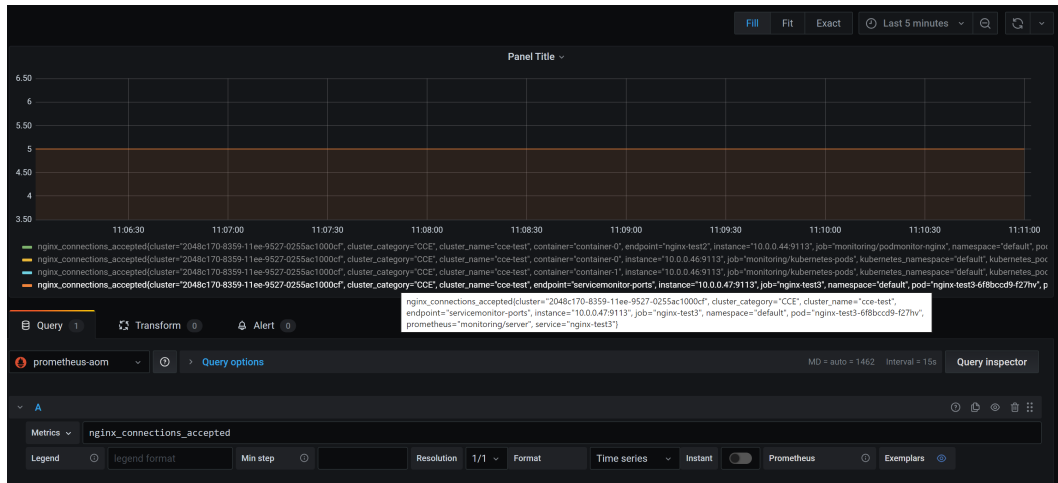 Fill Fit Exact Last 5 minutes
Panel Title
6.50
6
5.50
5
4.50
4
3.50
11:06:30 11:07:00 11:07:30 11:08:00 11:08:30 11:09:00 11:09:30 11:10:00 11:10:30 11:11:00
nginx_connections_accepted{cluster="2048c170-8359-11ee-9527-0255ac1000cf", cluster_category="CCE", cluster_name="cce-test", container="container-0", endpoint="nginx-test2", instance="10.0.0.44:9113", job="monitoring/podmonitor-nginx", namespace="default", poc
nginx_connections_accepted{cluster="2048c170-8359-11ee-9527-0255ac1000cf", cluster_category="CCE", cluster_name="cce-test", container="container-0", instance="10.0.0.46:9113", job="monitoring/kubernetes-pods", kubernetes_namespace="default", kubernetes_poc
nginx_connections_accepted{cluster="2048c170-8359-11ee-9527-0255ac1000cf", cluster_category="CCE", cluster_name="cce-test", container="container-1", instance="10.0.0.46:9113", job="monitoring/kubernetes-pods", kubernetes_namespace="default", kubernetes_poc
nginx_connections_accepted{cluster="2048c170-8359-11ee-9527-0255ac1000cf", cluster_category="CCE", cluster_name="cce-test", endpoint="servicemonitor-ports", instance="10.0.0.47:9113", job="nginx-test3", namespace="default", pod="nginx-test3-6f8bccd9-f27hv", p
nginx_connections_accepted{cluster="2048c170-8359-11ee-9527-0255ac1000cf", cluster_category="CCE", cluster_name="cce-test",
endpoint="servicemonitor-ports", instance="10.0.0.47:9113", job="nginx-test3", namespace="default", pod="nginx-test3-6f8bccd9-f27hv",
prometheus="monitoring/server", service="nginx-test3"}
Query 1 Transform 0 Alert 0
prometheus-aom Query options MD = auto = 1462 Interval = 15s Query inspector
A
Metrics nginx_connections_accepted
Legend legend format Min step Resolution 1/1 Format Time series Instant Prometheus Exemplars